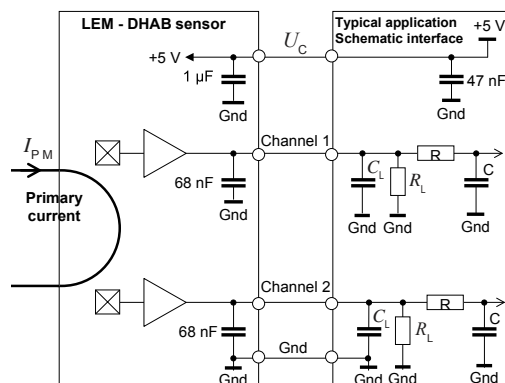 LEM - DHAB sensor
Typical application
Schematic interface
+5 V
+5 V
U_C
1 µF
47 nF
Gnd
Gnd
I_PM
Channel 1
R
68 nF
C_L
R_L
C
Primary
current
Gnd
Gnd
Gnd
Gnd
Channel 2
R
68 nF
Gnd
C_L
R_L
C
Gnd
Gnd
Gnd
Gnd